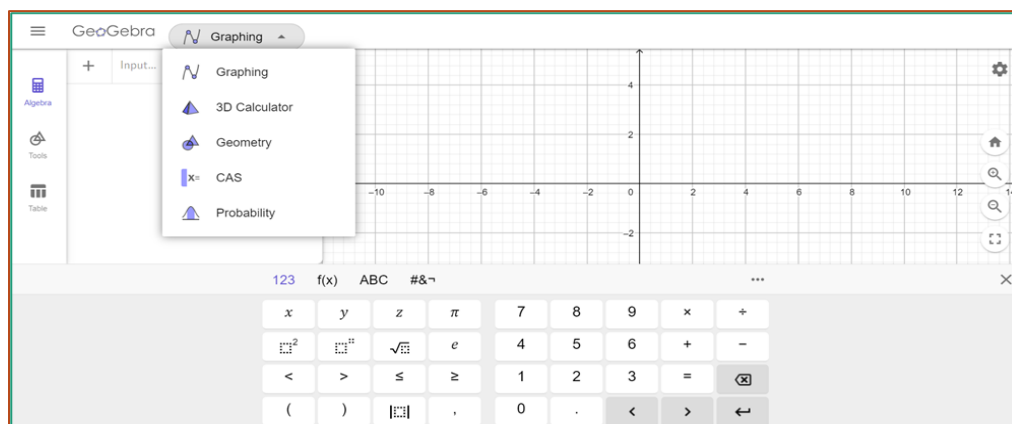 GeoGebra Graphing
+ Input...
Algebra
Tools
Table
Graphing
3D Calculator
Geometry
CAS
Probability
4
2
−10 −8 −6 −4 −2 0 2 4 6 8 10 12
−2
123 f(x) ABC #&¬ ...
x y z π 7 8 9 × ÷
² e 4 5 6 + −
< > ≤ ≥ 1 2 3 =
( ) | | , 0 . < >